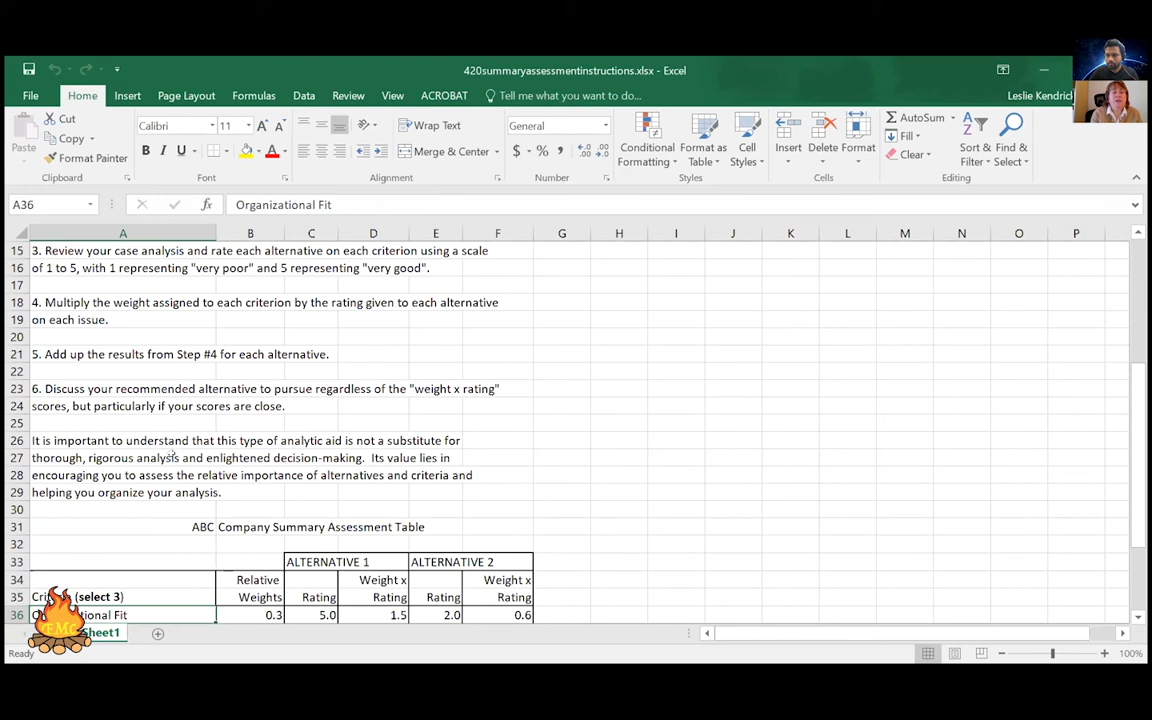 420summaryassessmentinstructions.xlsx - Excel
File Home Insert Page Layout Formulas Data Review View ACROBAT Tell me what you want to do... Leslie Kendrick
Cut
Copy
Format Painter
Paste
Calibri 11
B I U
Wrap Text
Merge & Center
General
$ % ,
Conditional Formatting
Format as Table
Cell Styles
Insert Delete Format
AutoSum
Fill
Clear
Sort & Filter
Find & Select
Clipboard Font Alignment Number Styles Cells Editing
A36 fx Organizational Fit
A B C D E F G H I J K L M N O P
15 3. Review your case analysis and rate each alternative on each criterion using a scale
16 of 1 to 5, with 1 representing "very poor" and 5 representing "very good".
17
18 4. Multiply the weight assigned to each criterion by the rating given to each alternative
19 on each issue.
20
21 5. Add up the results from Step #4 for each alternative.
22
23 6. Discuss your recommended alternative to pursue regardless of the "weight x rating"
24 scores, but particularly if your scores are close.
25
26 It is important to understand that this type of analytic aid is not a substitute for
27 thorough, rigorous analysis and enlightened decision-making. Its value lies in
28 encouraging you to assess the relative importance of alternatives and criteria and
29 helping you organize your analysis.
30
31 ABC Company Summary Assessment Table
32
33 ALTERNATIVE 1 ALTERNATIVE 2
34 Relative Weight x Weight x
35 (select 3) Weights Rating Rating Rating Rating
36 Fit 0.3 5.0 1.5 2.0 0.6
FMC
Sheet1
Ready 100%